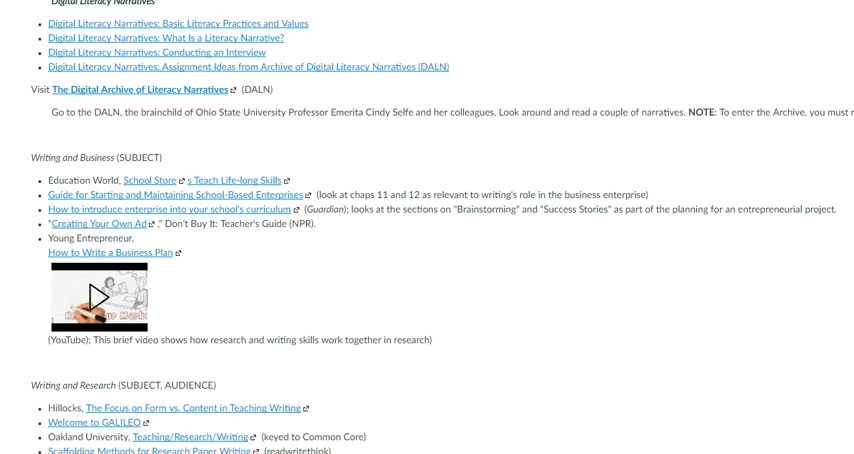 Digital Literacy Narratives
Digital Literacy Narratives: Basic Literacy Practices and Values
Digital Literacy Narratives: What Is a Literacy Narrative?
Digital Literacy Narratives: Conducting an Interview
Digital Literacy Narratives: Assignment Ideas from Archive of Digital Literacy Narratives (DALN)
Visit The Digital Archive of Literacy Narratives (DALN)
Go to the DALN, the brainchild of Ohio State University Professor Emerita Cindy Selfe and her colleagues. Look around and read a couple of narratives. NOTE: To enter the Archive, you must
Writing and Business (SUBJECT)
Education World, School Store s Teach Life-long Skills
Guide for Starting and Maintaining School-Based Enterprises (look at chaps 11 and 12 as relevant to writing's role in the business enterprise)
How to introduce enterprise into your school's curriculum (Guardian); looks at the sections on "Brainstorming" and "Success Stories" as part of the planning for an entrepreneurial project.
"Creating Your Own Ad ," Don't Buy It: Teacher's Guide (NPR).
Young Entrepreneur,
How to Write a Business Plan
(YouTube); This brief video shows how research and writing skills work together in research)
Writing and Research (SUBJECT, AUDIENCE)
Hillocks, The Focus on Form vs. Content in Teaching Writing
Welcome to GALILEO
Oakland University, Teaching/Research/Writing (keyed to Common Core)
Scaffolding Methods for Research Paper Writing (readwritethink)